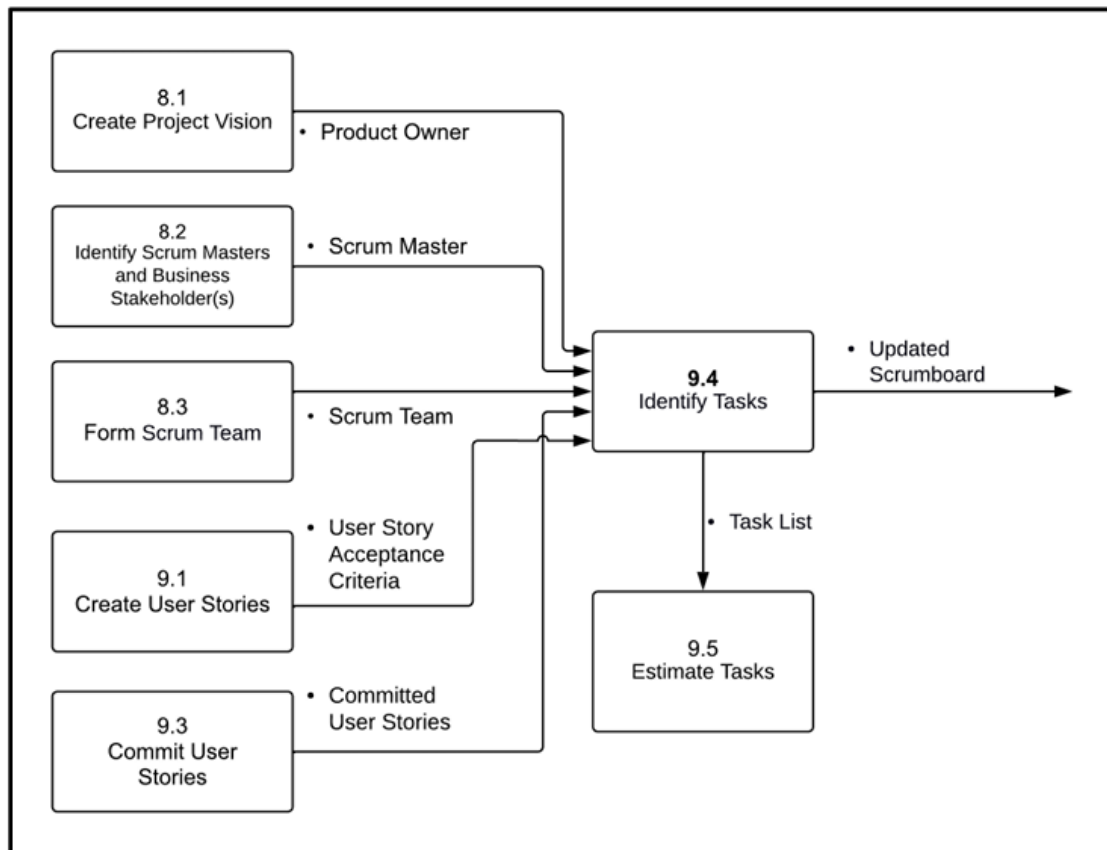 8.1
Create Project Vision
• Product Owner
8.2
Identify Scrum Masters
and Business
Stakeholder(s)
• Scrum Master
8.3
Form Scrum Team
• Scrum Team
9.4
Identify Tasks
• Updated
Scrumboard
9.1
Create User Stories
• User Story
Acceptance
Criteria
• Task List
9.5
Estimate Tasks
9.3
Commit User
Stories
• Committed
User Stories